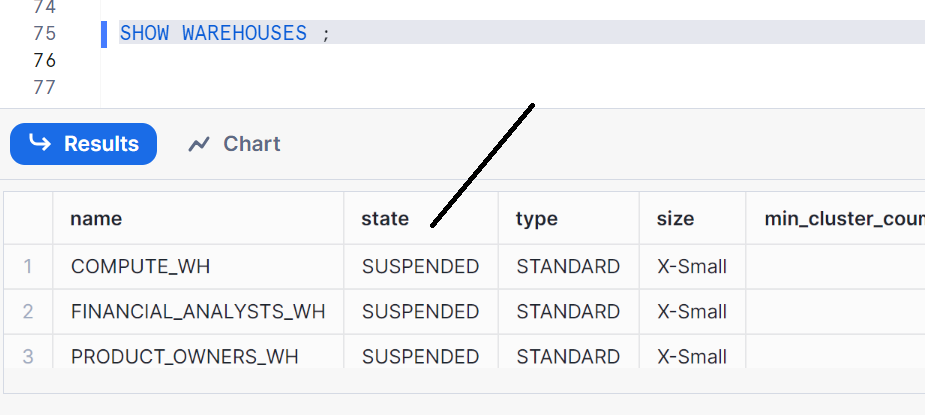 74
75 SHOW WAREHOUSES ;
76
77
Results Chart
name state type size min_cluster_cour
1 COMPUTE_WH SUSPENDED STANDARD X-Small
2 FINANCIAL_ANALYSTS_WH SUSPENDED STANDARD X-Small
3 PRODUCT_OWNERS_WH SUSPENDED STANDARD X-Small